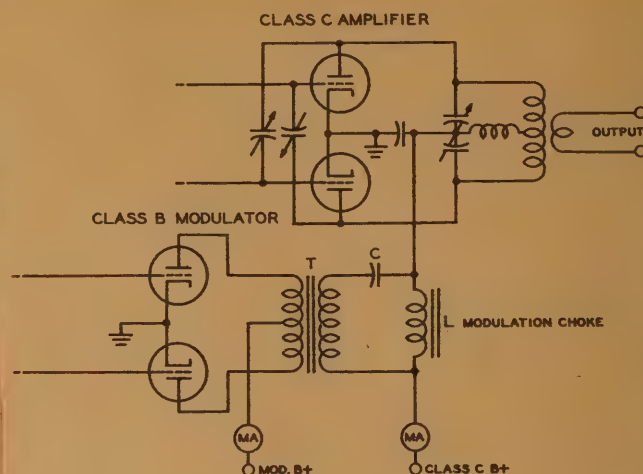 CLASS C AMPLIFIER
OUTPUT
CLASS B MODULATOR
T
C
L MODULATION CHOKE
MA
MA
MOD. B+
CLASS C B+